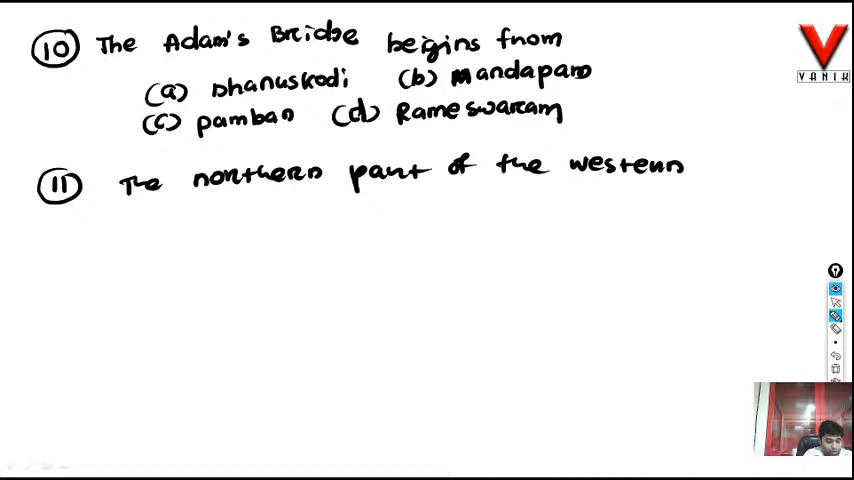 10 The Adam's Bridge begins from
(a) Dhanuskodi (b) Mandapam
(c) pamban (d) Rameswaram
11 The northern part of the western
VANIK